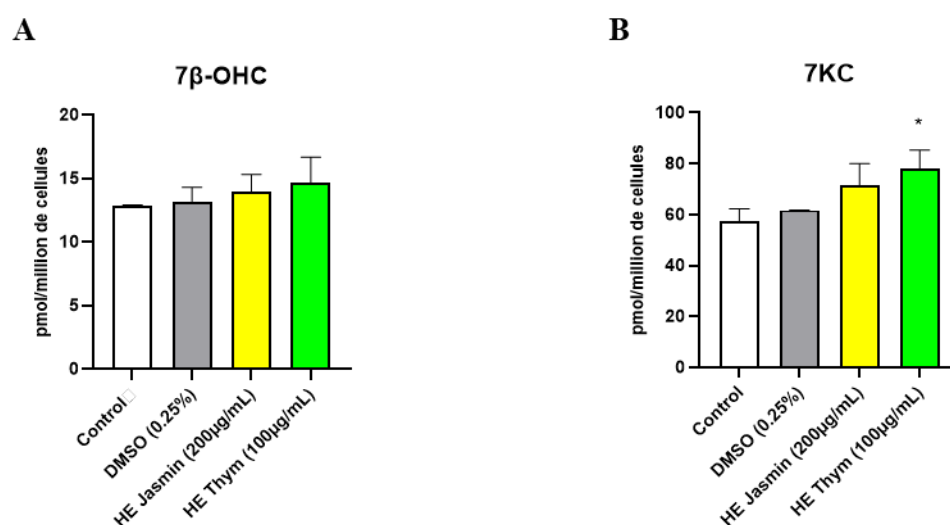 A
7β-OHC
20
15
10
5
0
pmol/million de cellules
Control
DMSO (0.25%)
HE Jasmin (200µg/mL)
HE Thym (100µg/mL)
B
7KC
*
100
80
60
40
20
0
pmol/million de cellules
Control
DMSO (0.25%)
HE Jasmin (200µg/mL)
HE Thym (100µg/mL)